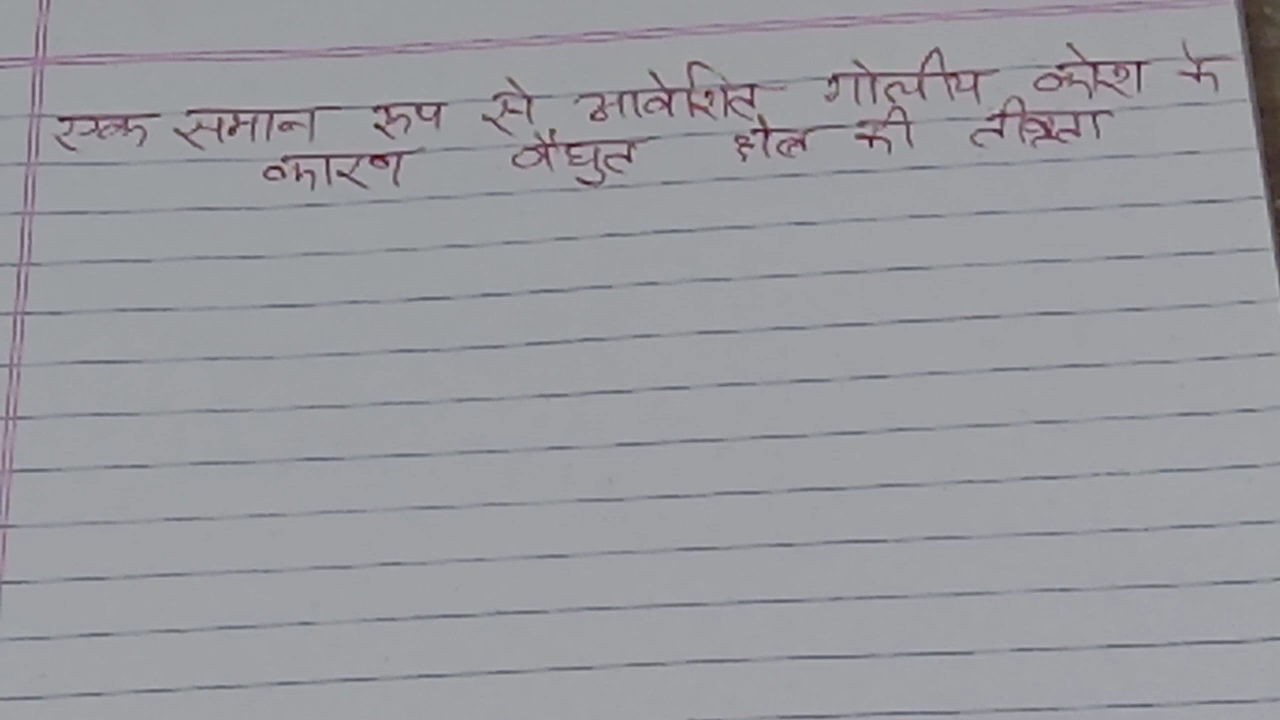 एक समान रूप से आवेशित गोलीय कोश के
कारण वैघुत क्षेत्र की तीव्रता